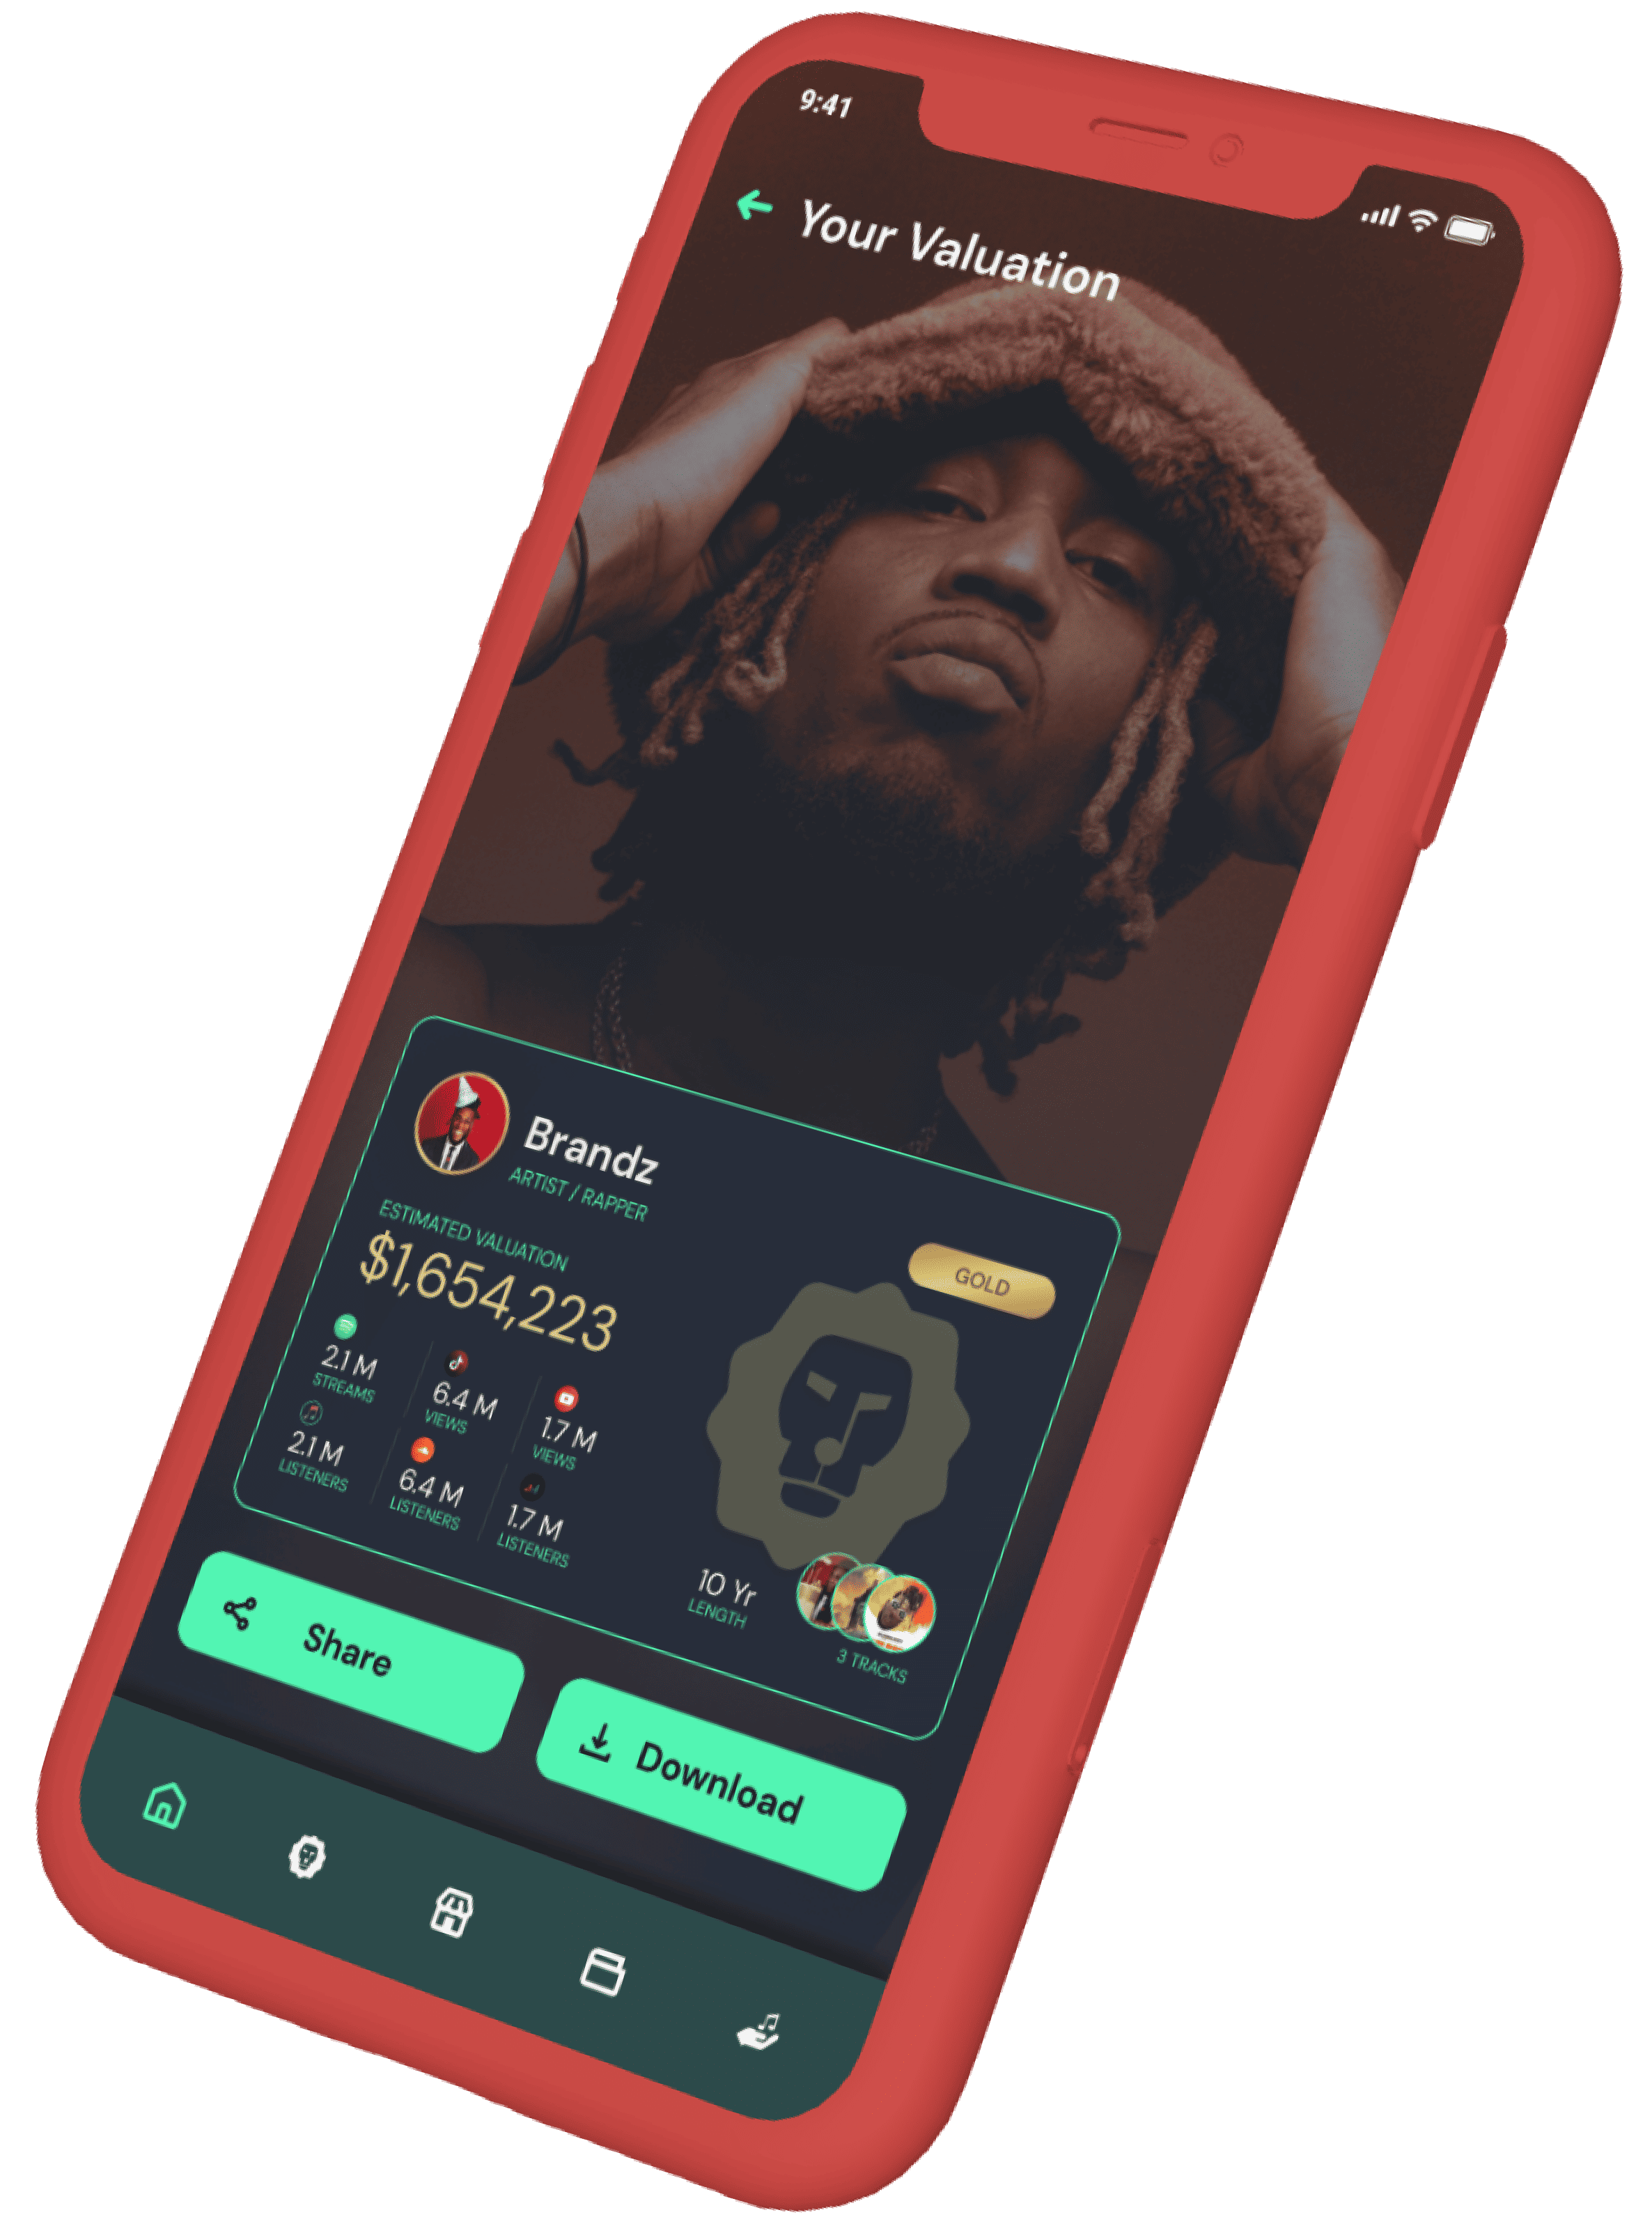 9:41
Your Valuation
Brandz
ARTIST / RAPPER
ESTIMATED VALUATION
$1,654,223
GOLD
2.1 M
STREAMS
6.4 M
VIEWS
1.7 M
VIEWS
2.1 M
LISTENERS
6.4 M
LISTENERS
1.7 M
LISTENERS
10 Yr
LENGTH
3 TRACKS
Share
Download